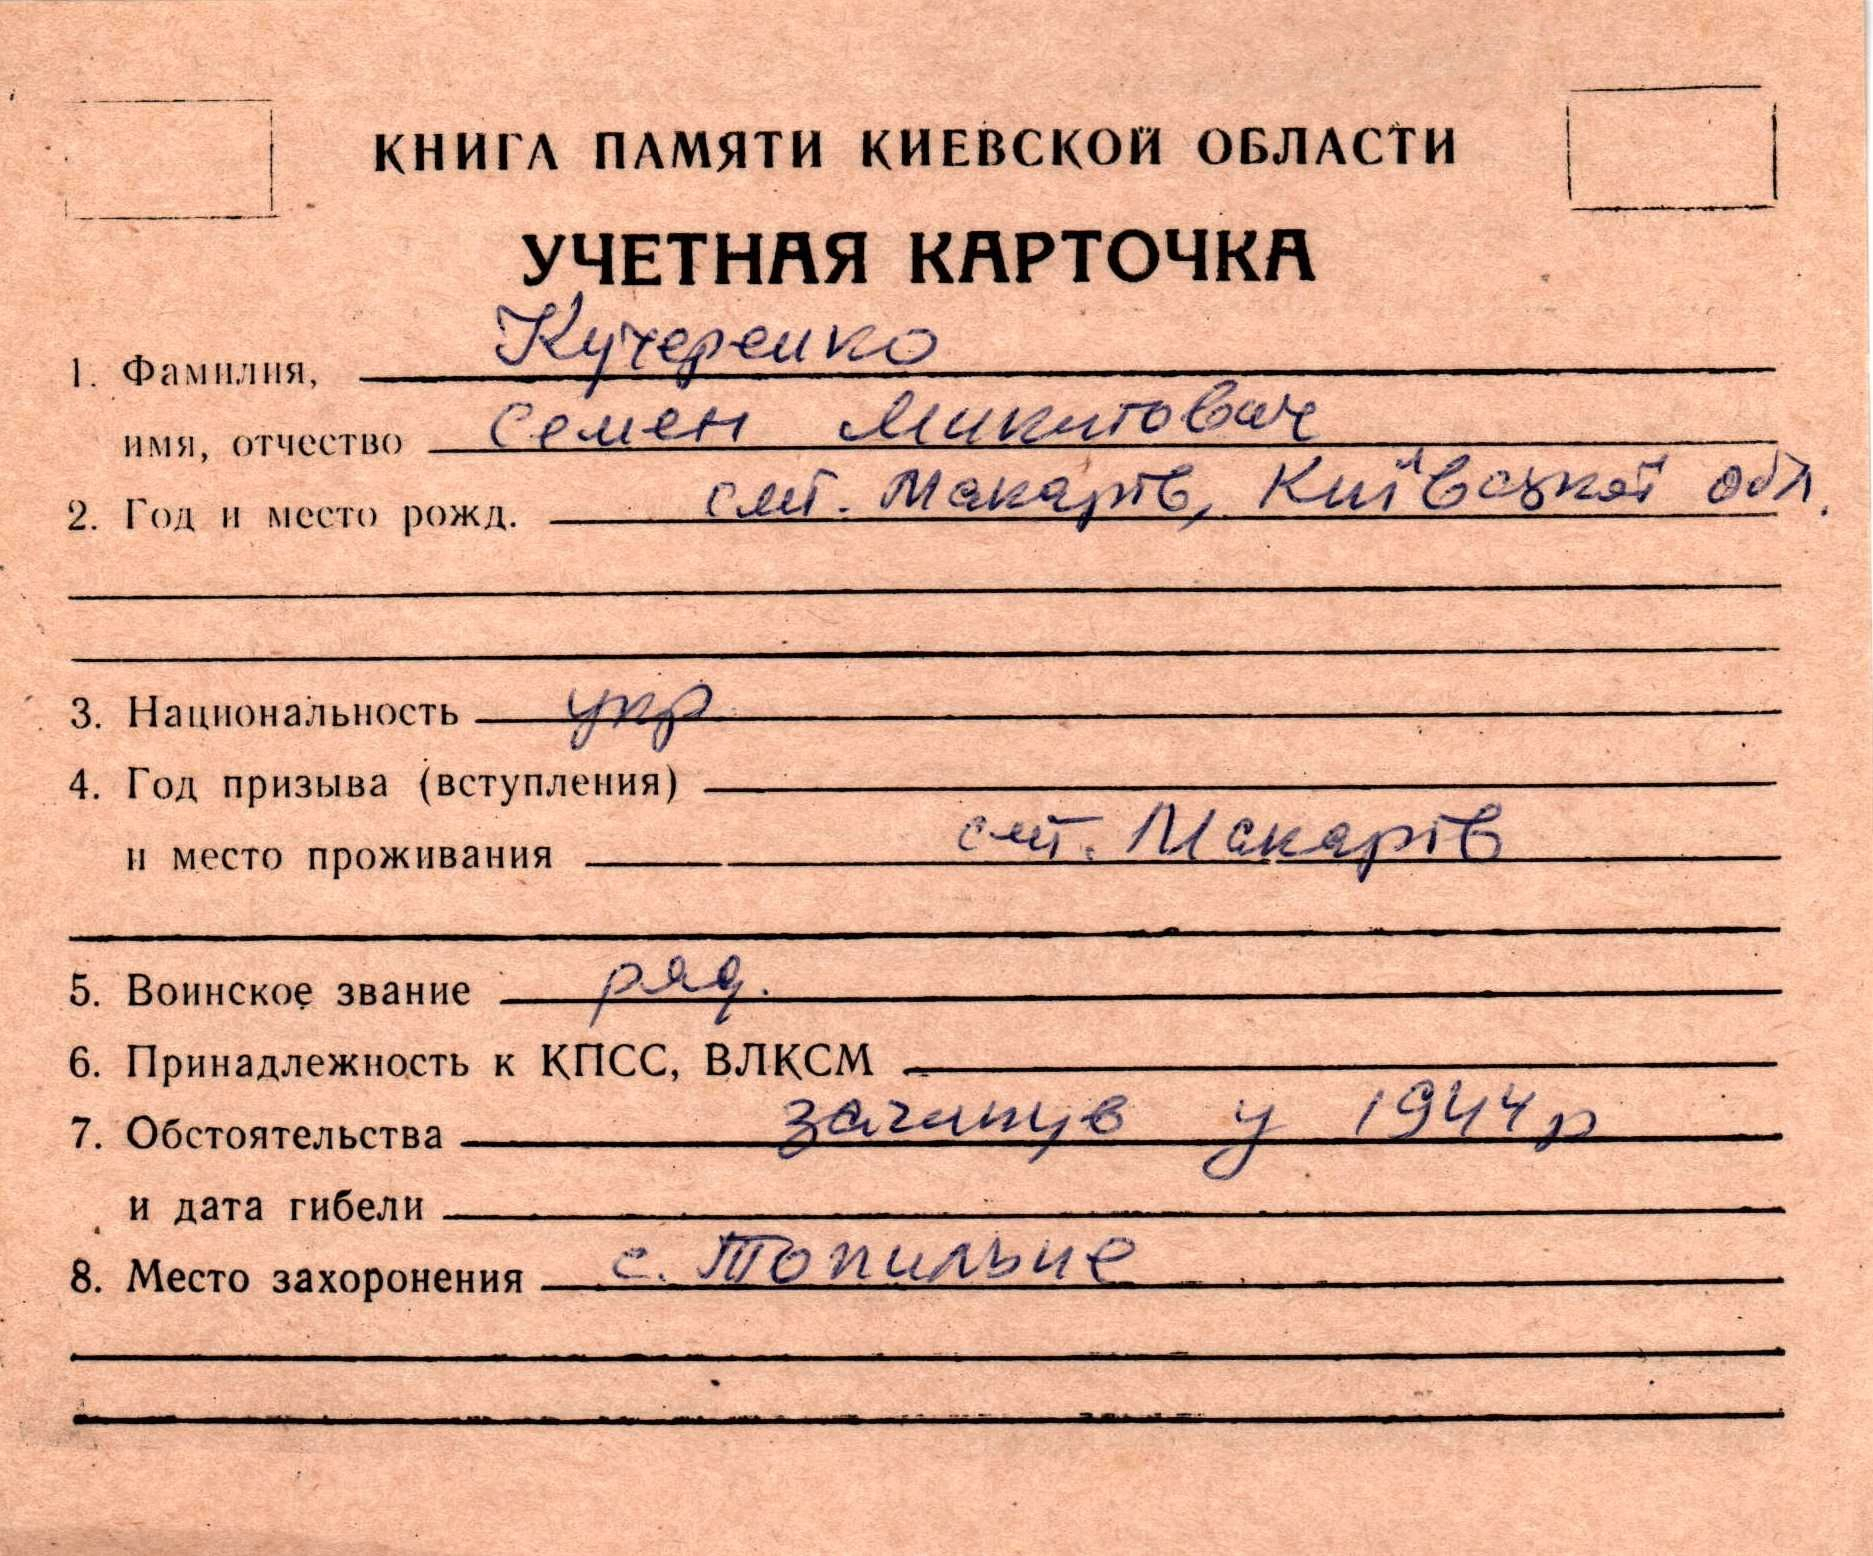 КНИГА ПАМЯТИ КИЕВСКОЙ ОБЛАСТИ
УЧЕТНАЯ КАРТОЧКА
1. Фамилия, Кучеренко
имя, отчество Семен Микитович
2. Год и место рожд. смт. Макарів, Київської обл.
3. Национальность укр
4. Год призыва (вступления)
и место проживания смт. Макарів
5. Воинское звание ряд.
6. Принадлежность к КПСС, ВЛКСМ
7. Обстоятельства загинув у 1944р
и дата гибели
8. Место захоронения с. Топильне